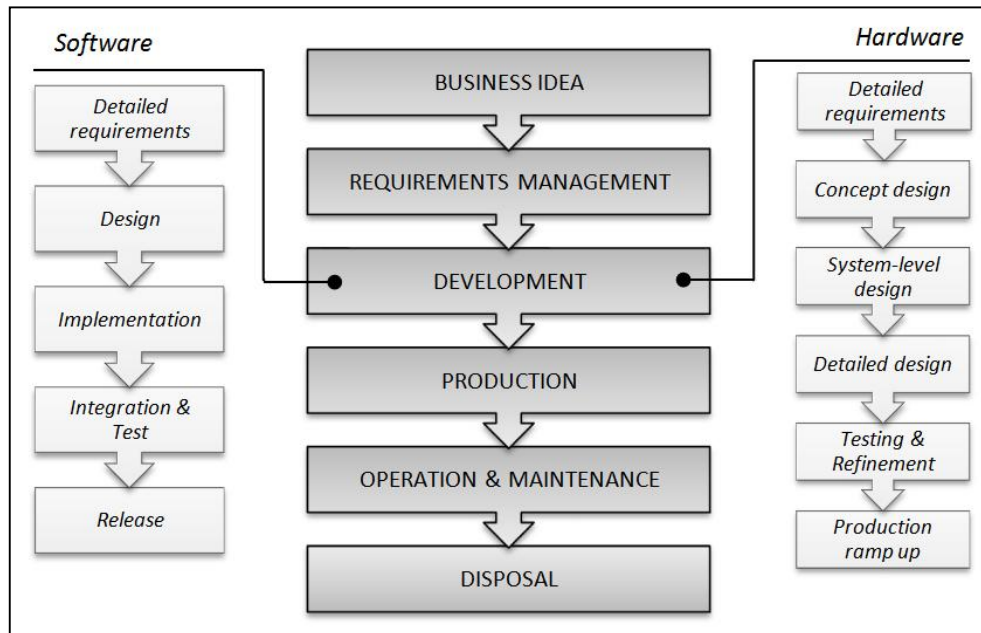 Software
Detailed
requirements
Design
Implementation
Integration &
Test
Release
BUSINESS IDEA
REQUIREMENTS MANAGEMENT
DEVELOPMENT
PRODUCTION
OPERATION & MAINTENANCE
DISPOSAL
Hardware
Detailed
requirements
Concept design
System-level
design
Detailed design
Testing &
Refinement
Production
ramp up